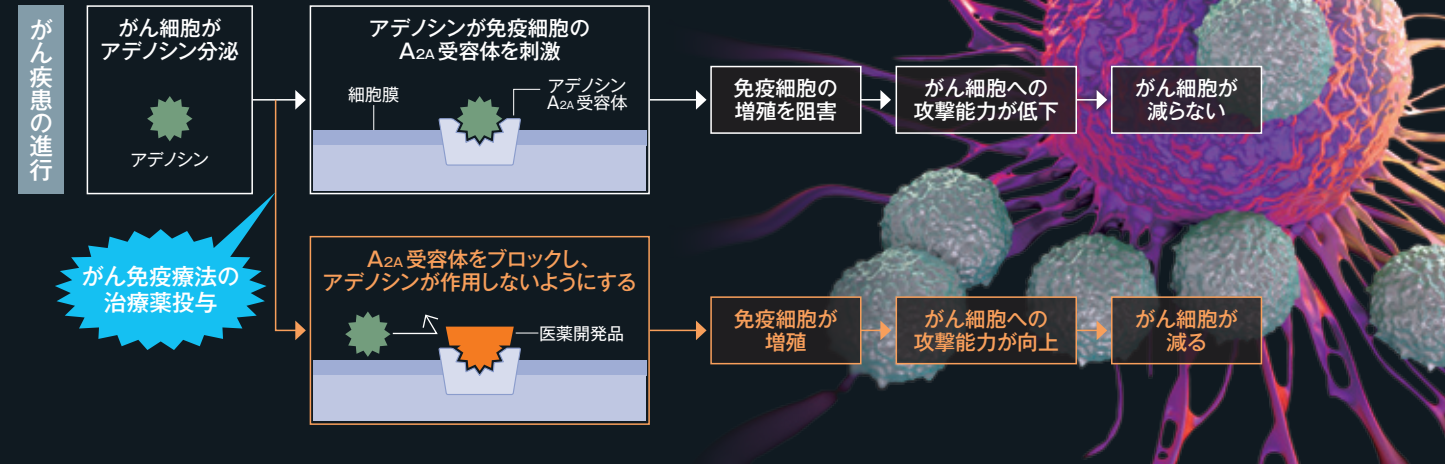 がん疾患の進行
がん細胞が
アデノシン分泌
アデノシン
アデノシンが免疫細胞の
A2A受容体を刺激
細胞膜
アデノシン
A2A受容体
免疫細胞の
増殖を阻害
がん細胞への
攻撃能力が低下
がん細胞が
減らない
がん免疫療法の
治療薬投与
A2A受容体をブロックし、
アデノシンが作用しないようにする
医薬開発品
免疫細胞が
増殖
がん細胞への
攻撃能力が向上
がん細胞が
減る